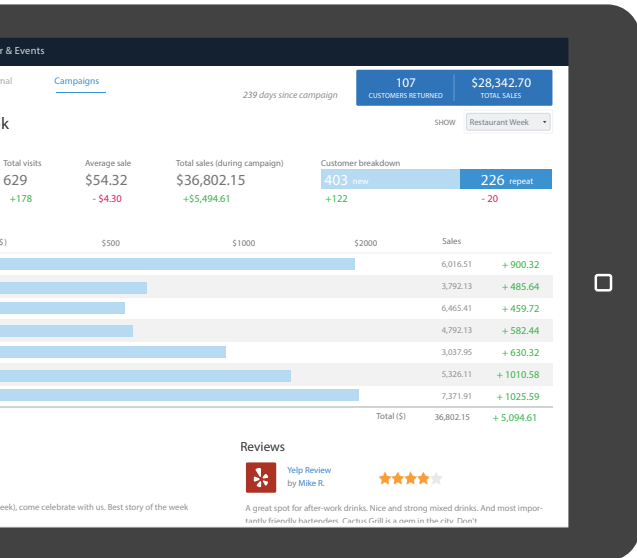 r & Events
nal Campaigns
239 days since campaign
107 $28,342.70
CUSTOMERS RETURNED TOTAL SALES
k
SHOW Restaurant Week
Total visits Average sale Total sales (during campaign) Customer breakdown
629 $54.32 $36,802.15 403 new 226 repeat
+178 - $4.30 +$5,494.61 +122 - 20
$) $500 $1000 $2000 Sales
6,016.51 + 900.32
3,792.13 + 485.64
6,465.41 + 459.72
4,792.13 + 582.44
3,037.95 + 630.32
5,326.11 + 1010.58
7,371.91 + 1025.59
Total ($) 36,802.15 + 5,094.61
Reviews
Yelp Review
by Mike R.
eek), come celebrate with us. Best story of the week
A great spot for after-work drinks. Nice and strong mixed drinks. And most impor-
tantly friendly bartenders. Cactus Grill is a gem in the city. Don't